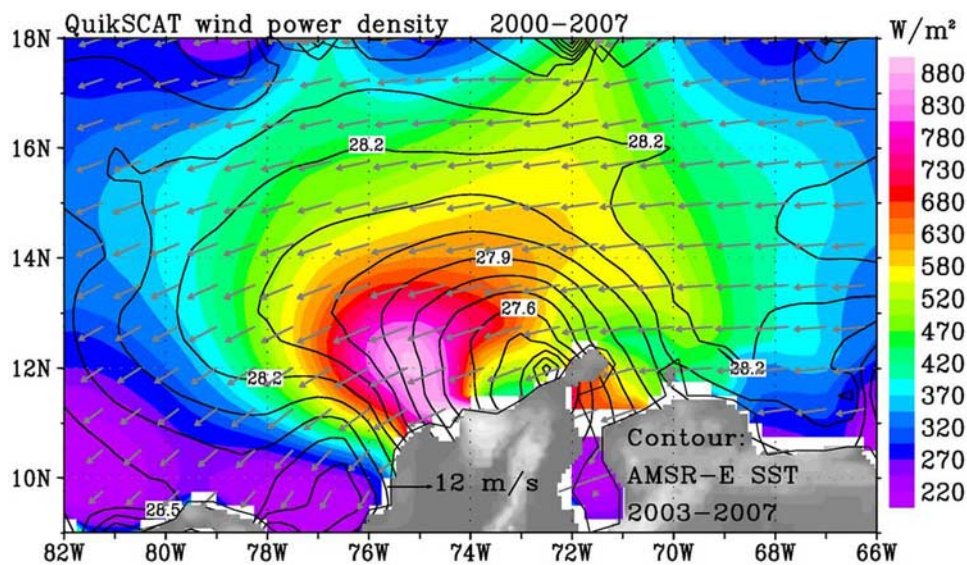 QuikSCAT wind power density 2000-2007
W/m²
18N
16N
14N
12N
10N
880
830
780
730
680
630
580
520
470
420
370
320
270
220
28.2
28.2
27.9
27.6
28.2
28.2
28.5
12 m/s
Contour:
AMSR-E SST
2003-2007
82W 80W 78W 76W 74W 72W 70W 68W 66W